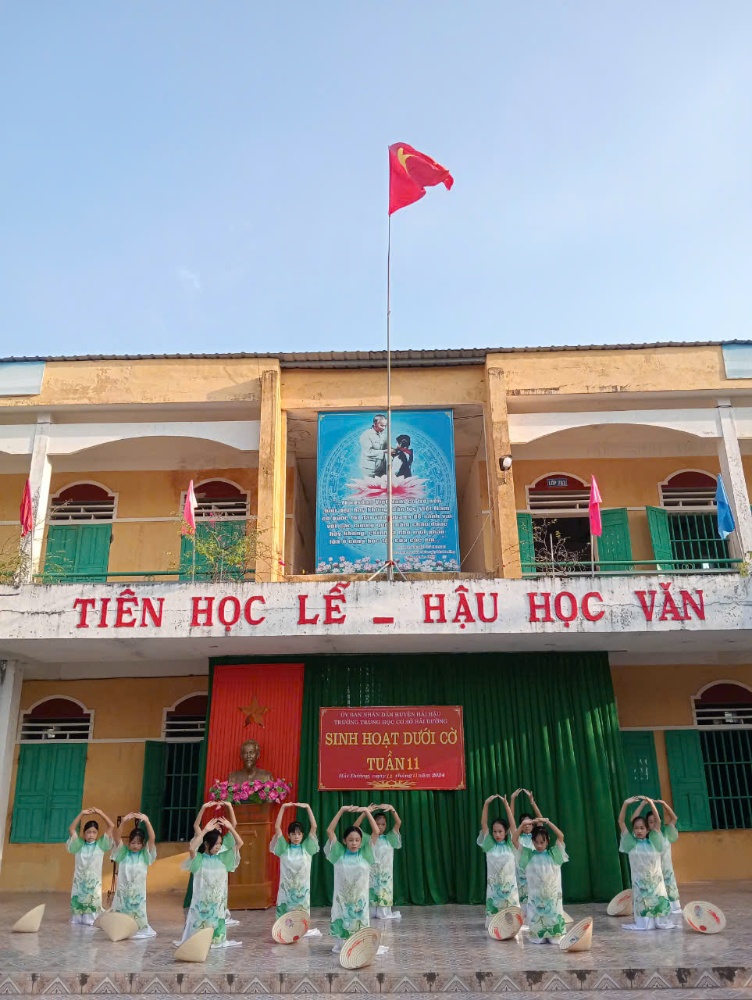 LỚP 7B3
"Non sông Việt Nam có trở nên
tươi đẹp hay không, dân tộc Việt Nam
có bước tới đài vinh quang để sánh vai
với các cường quốc năm châu được
hay không, chính là nhờ một phần
lớn ở công học tập của các em..."
TIÊN HỌC LỄ – HẬU HỌC VĂN
ỦY BAN NHÂN DÂN HUYỆN HẢI HẬU
TRƯỜNG TRUNG HỌC CƠ SỞ HẢI ĐƯỜNG
SINH HOẠT DƯỚI CỜ
TUẦN 11
Hải Đường, ngày 11 tháng 11 năm 2024